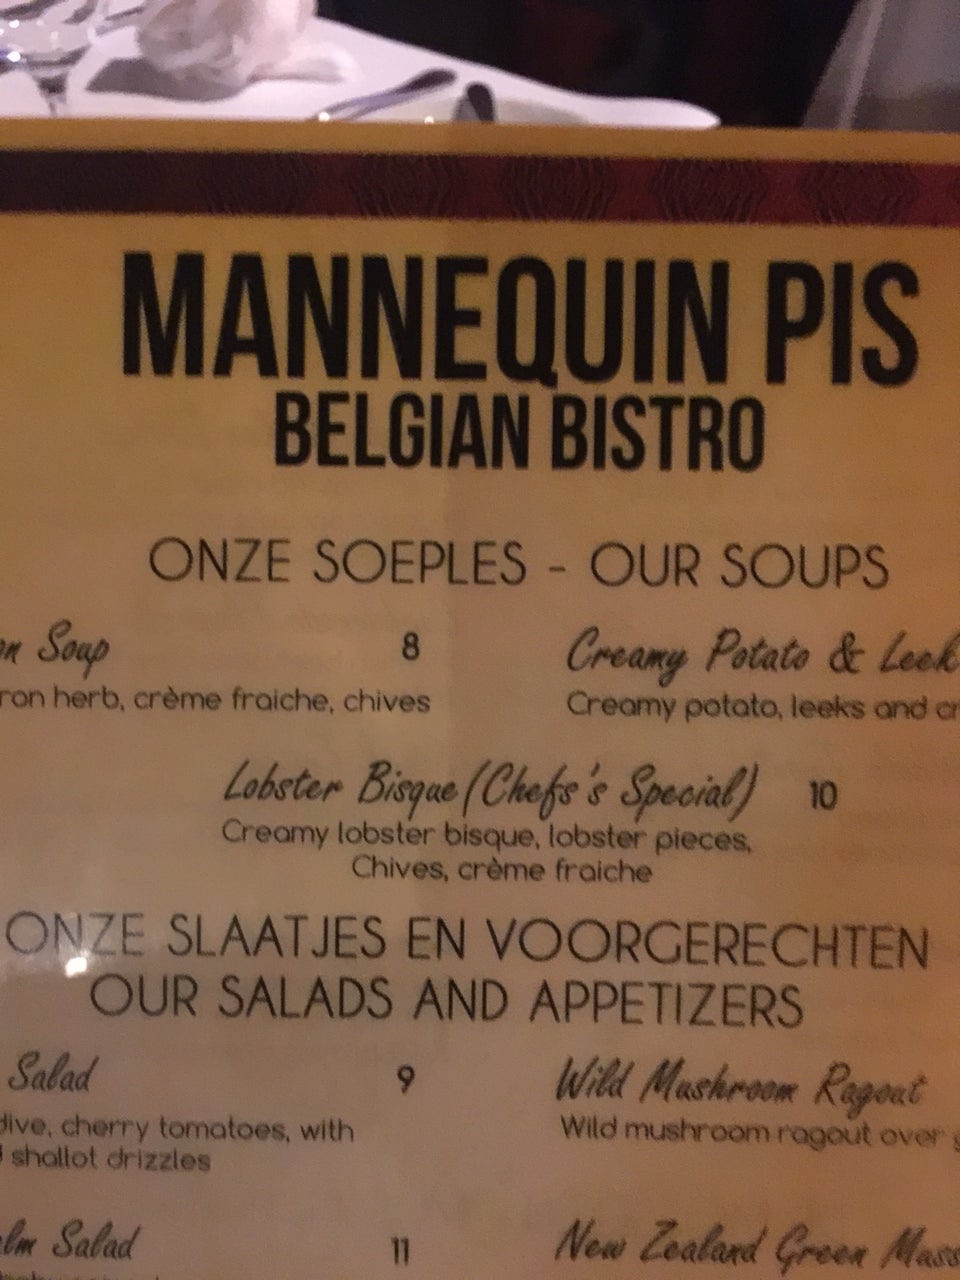 MANNEQUIN PIS
BELGIAN BISTRO
ONZE SOEPLES - OUR SOUPS
Soup 8
herb, crème fraiche, chives
Creamy Potato & Leek
Creamy potato, leeks and
Lobster Bisque (Chefs's Special) 10
Creamy lobster bisque, lobster pieces,
Chives, crème fraiche
ONZE SLAATJES EN VOORGERECHTEN
OUR SALADS AND APPETIZERS
Salad 9
cherry tomatoes, with
shallot drizzles
Wild Mushroom Ragout
Wild mushroom ragout over
Salad 11
New Zealand Green